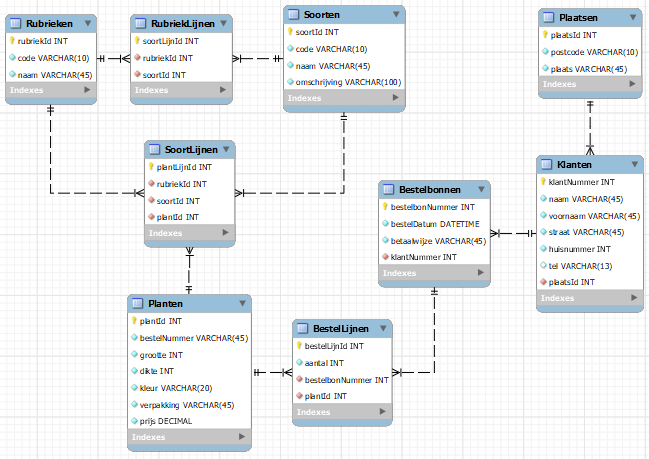 Rubrieken
rubriekId INT
code VARCHAR(10)
naam VARCHAR(45)
Indexes
RubriekLijnen
soortLijnId INT
rubriekId INT
soortId INT
Indexes
Soorten
soortId INT
code VARCHAR(10)
naam VARCHAR(45)
omschrijving VARCHAR(100)
Indexes
Plaatsen
plaatsId INT
postcode VARCHAR(10)
plaats VARCHAR(45)
Indexes
SoortLijnen
plantLijnId INT
rubriekId INT
soortId INT
plantId INT
Indexes
Bestelbonnen
bestelbonNummer INT
bestelDatum DATETIME
betaalwijze VARCHAR(45)
klantNummer INT
Indexes
Klanten
klantNummer INT
naam VARCHAR(45)
voornaam VARCHAR(45)
straat VARCHAR(45)
huisnummer INT
tel VARCHAR(13)
plaatsId INT
Indexes
Planten
plantId INT
bestelNummer VARCHAR(45)
grootte INT
dikte INT
kleur VARCHAR(20)
verpakking VARCHAR(45)
prijs DECIMAL
Indexes
BestelLijnen
bestelLijnId INT
aantal INT
bestelbonNummer INT
plantId INT
Indexes